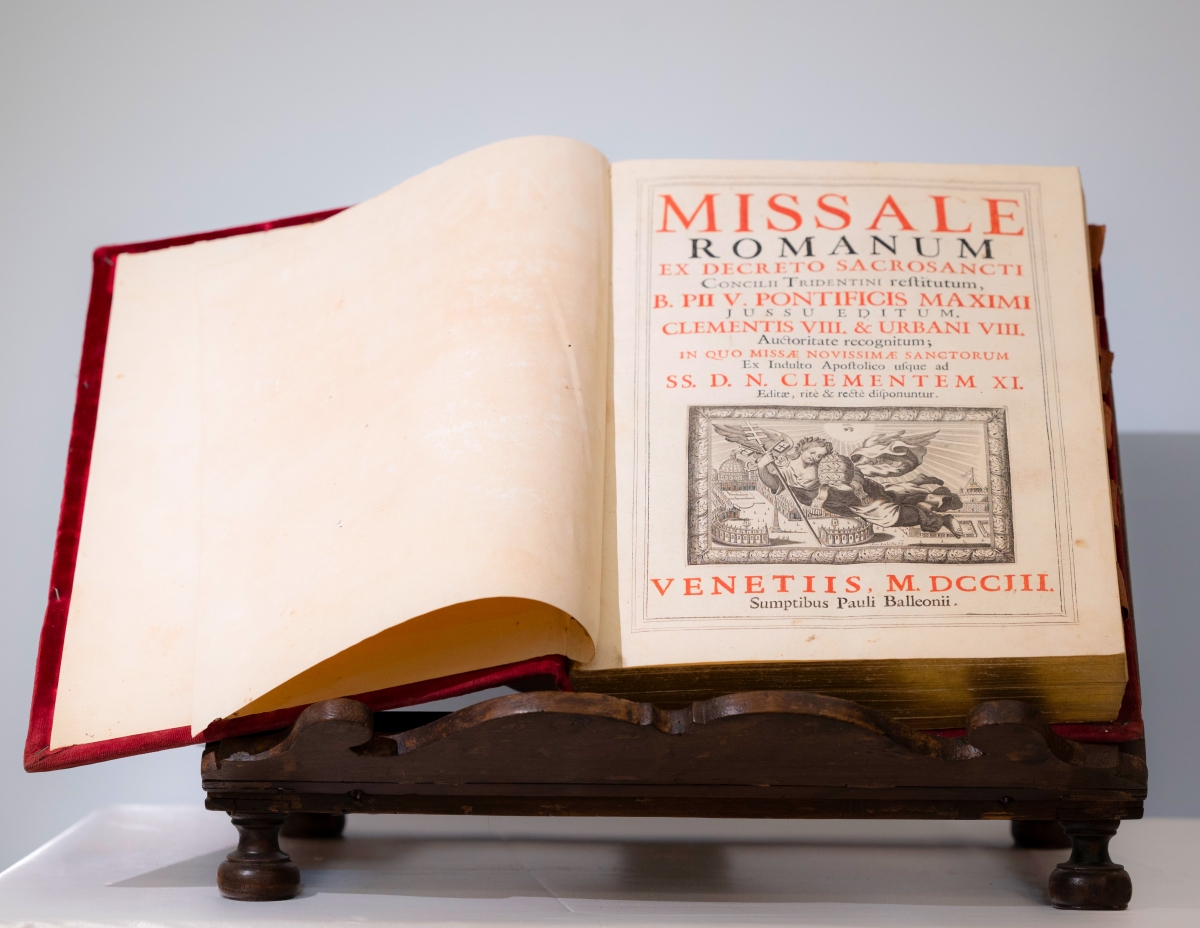 MISSALE
ROMANUM
EX DECRETO SACROSANCTI
CONCILII TRIDENTINI reſtitutum,
B. PII V. PONTIFICIS MAXIMI
JUSSU EDITUM.
CLEMENTIS VIII. & URBANI VIII.
Auctoritate recognitum;
IN QUO MISSÆ NOVISSIMÆ SANCTORUM
Ex Indulto Apoſtolico uſque ad
SS. D. N. CLEMENTEM XI.
Editæ, ritè & rectè diſponuntur.
VENETIIS, M. DCCIII.
Sumptibus Pauli Balleonii.